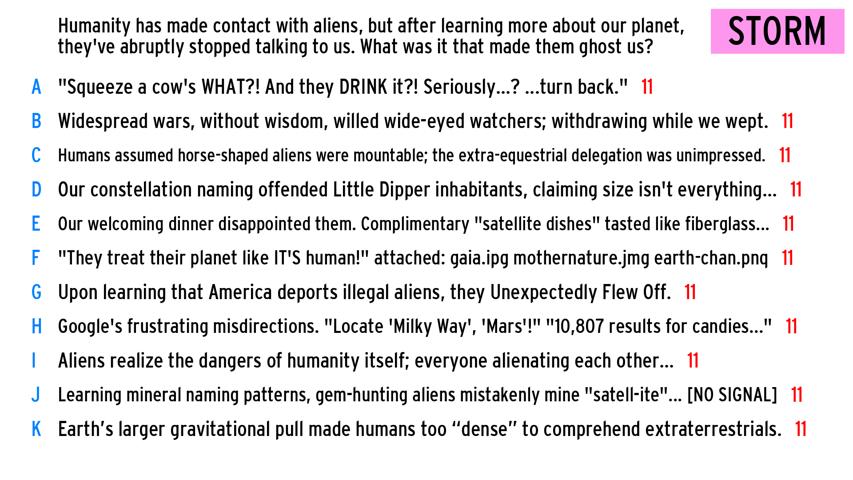 Humanity has made contact with aliens, but after learning more about our planet,
they've abruptly stopped talking to us. What was it that made them ghost us?
STORM
A "Squeeze a cow's WHAT?! And they DRINK it?! Seriously...? ...turn back." 11
B Widespread wars, without wisdom, willed wide-eyed watchers; withdrawing while we wept. 11
C Humans assumed horse-shaped aliens were mountable; the extra-equestrial delegation was unimpressed. 11
D Our constellation naming offended Little Dipper inhabitants, claiming size isn't everything... 11
E Our welcoming dinner disappointed them. Complimentary "satellite dishes" tasted like fiberglass... 11
F "They treat their planet like IT'S human!" attached: gaia.ipg mothernature.jmg earth-chan.pnq 11
G Upon learning that America deports illegal aliens, they Unexpectedly Flew Off. 11
H Google's frustrating misdirections. "Locate 'Milky Way', 'Mars'!" "10,807 results for candies..." 11
I Aliens realize the dangers of humanity itself; everyone alienating each other... 11
J Learning mineral naming patterns, gem-hunting aliens mistakenly mine "satell-ite"... [NO SIGNAL] 11
K Earth’s larger gravitational pull made humans too “dense” to comprehend extraterrestrials. 11